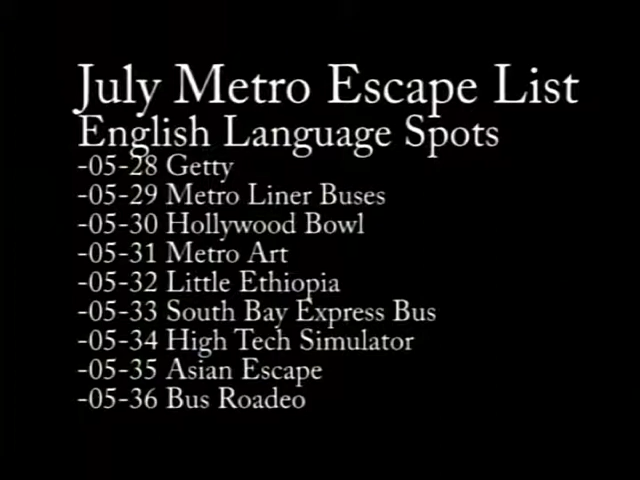 July Metro Escape List
English Language Spots
-05-28 Getty
-05-29 Metro Liner Buses
-05-30 Hollywood Bowl
-05-31 Metro Art
-05-32 Little Ethiopia
-05-33 South Bay Express Bus
-05-34 High Tech Simulator
-05-35 Asian Escape
-05-36 Bus Roadeo